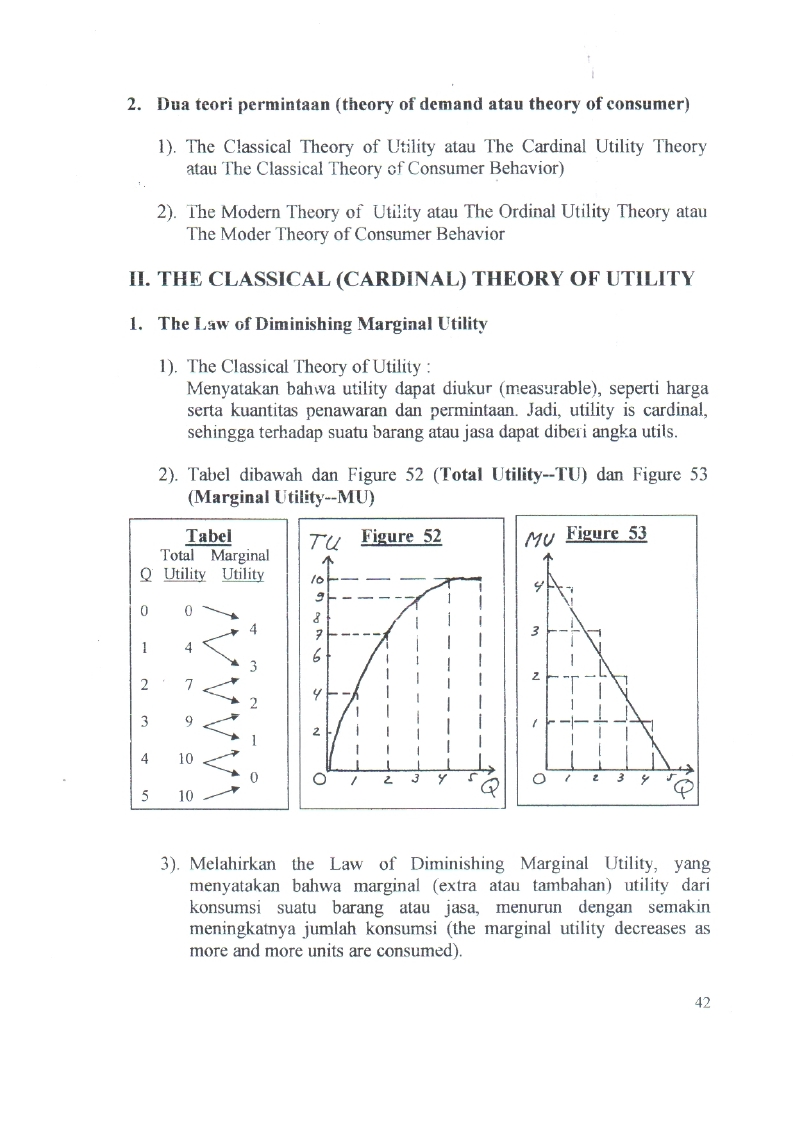 2. Dua teori permintaan (theory of demand atau theory of consumer)
1). The Classical Theory of Utility atau The Cardinal Utility Theory
atau The Classical Theory of Consumer Behavior)
2). The Modern Theory of Utility atau The Ordinal Utility Theory atau
The Moder Theory of Consumer Behavior
II. THE CLASSICAL (CARDINAL) THEORY OF UTILITY
1. The Law of Diminishing Marginal Utility
1). The Classical Theory of Utility :
Menyatakan bahwa utility dapat diukur (measurable), seperti harga
serta kuantitas penawaran dan permintaan. Jadi, utility is cardinal,
sehingga terhadap suatu barang atau jasa dapat diberi angka utils.
2). Tabel dibawah dan Figure 52 (Total Utility--TU) dan Figure 53
(Marginal Utility--MU)
Tabel
Total Marginal
Q Utility Utility
0 0
4
1 4
3
2 7
2
3 9
1
4 10
0
5 10
TU Figure 52
10
9
8
7
6
4
2
0 1 2 3 4 5 Q
MU Figure 53
4
3
2
1
0 1 2 3 4 5 Q
3). Melahirkan the Law of Diminishing Marginal Utility, yang
menyatakan bahwa marginal (extra atau tambahan) utility dari
konsumsi suatu barang atau jasa, menurun dengan semakin
meningkatnya jumlah konsumsi (the marginal utility decreases as
more and more units are consumed).
42